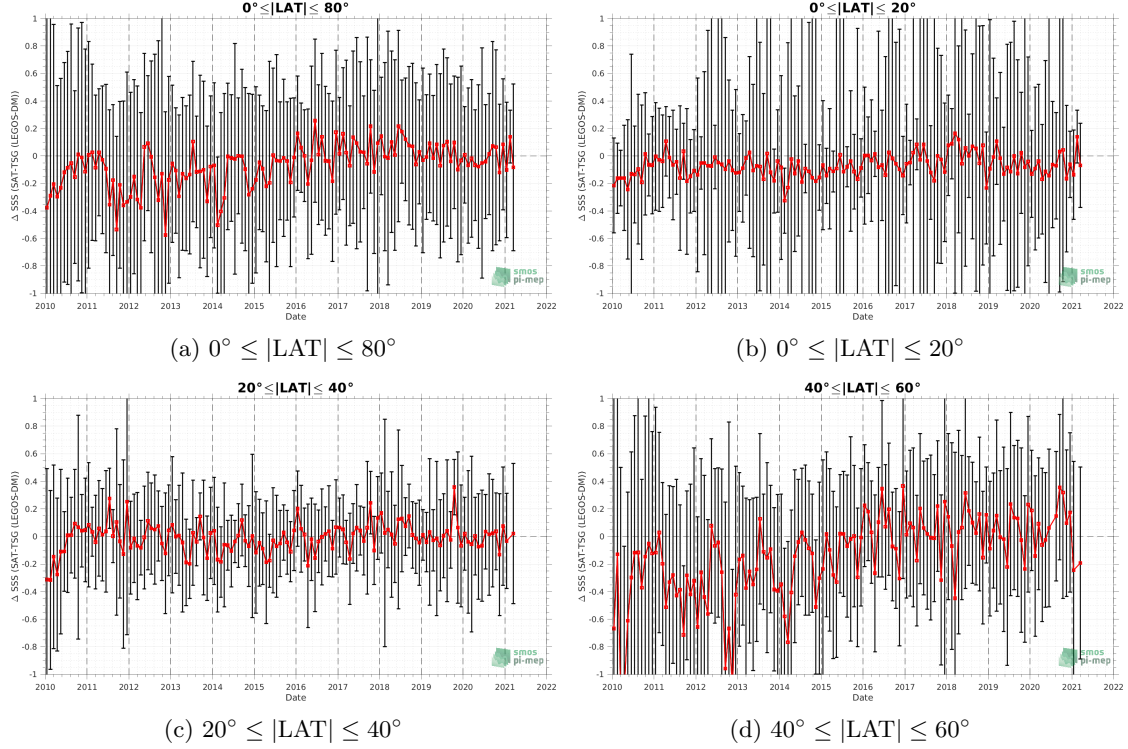 0°≤|LAT|≤ 80°
Δ SSS (SAT-TSG (LEGOS-DM))
1
0.8
0.6
0.4
0.2
0
-0.2
-0.4
-0.6
-0.8
-1
2010 2011 2012 2013 2014 2015 2016 2017 2018 2019 2020 2021 2022
Date
smos
pi-mep
(a) 0° ≤ |LAT| ≤ 80°
0°≤|LAT|≤ 20°
Δ SSS (SAT-TSG (LEGOS-DM))
1
0.8
0.6
0.4
0.2
0
-0.2
-0.4
-0.6
-0.8
-1
2010 2011 2012 2013 2014 2015 2016 2017 2018 2019 2020 2021 2022
Date
smos
pi-mep
(b) 0° ≤ |LAT| ≤ 20°
20°≤|LAT|≤ 40°
Δ SSS (SAT-TSG (LEGOS-DM))
1
0.8
0.6
0.4
0.2
0
-0.2
-0.4
-0.6
-0.8
-1
2010 2011 2012 2013 2014 2015 2016 2017 2018 2019 2020 2021 2022
Date
smos
pi-mep
(c) 20° ≤ |LAT| ≤ 40°
40°≤|LAT|≤ 60°
Δ SSS (SAT-TSG (LEGOS-DM))
1
0.8
0.6
0.4
0.2
0
-0.2
-0.4
-0.6
-0.8
-1
2010 2011 2012 2013 2014 2015 2016 2017 2018 2019 2020 2021 2022
Date
smos
pi-mep
(d) 40° ≤ |LAT| ≤ 60°